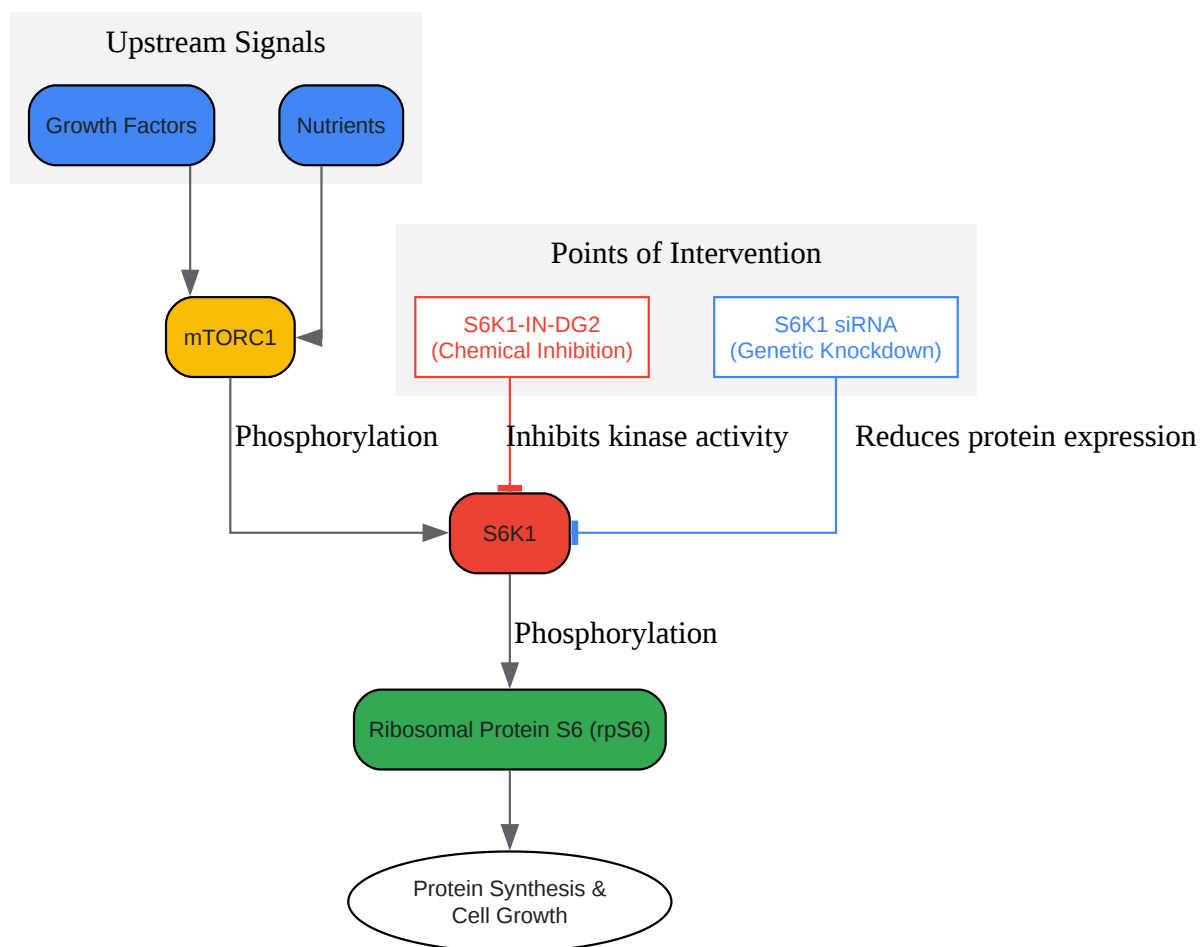 Upstream Signals
Growth Factors
Nutrients
Points of Intervention
mTORC1
S6K1-IN-DG2
(Chemical Inhibition)
S6K1 siRNA
(Genetic Knockdown)
Phosphorylation
Inhibits kinase activity
Reduces protein expression
S6K1
Phosphorylation
Ribosomal Protein S6 (rpS6)
Protein Synthesis &
Cell Growth